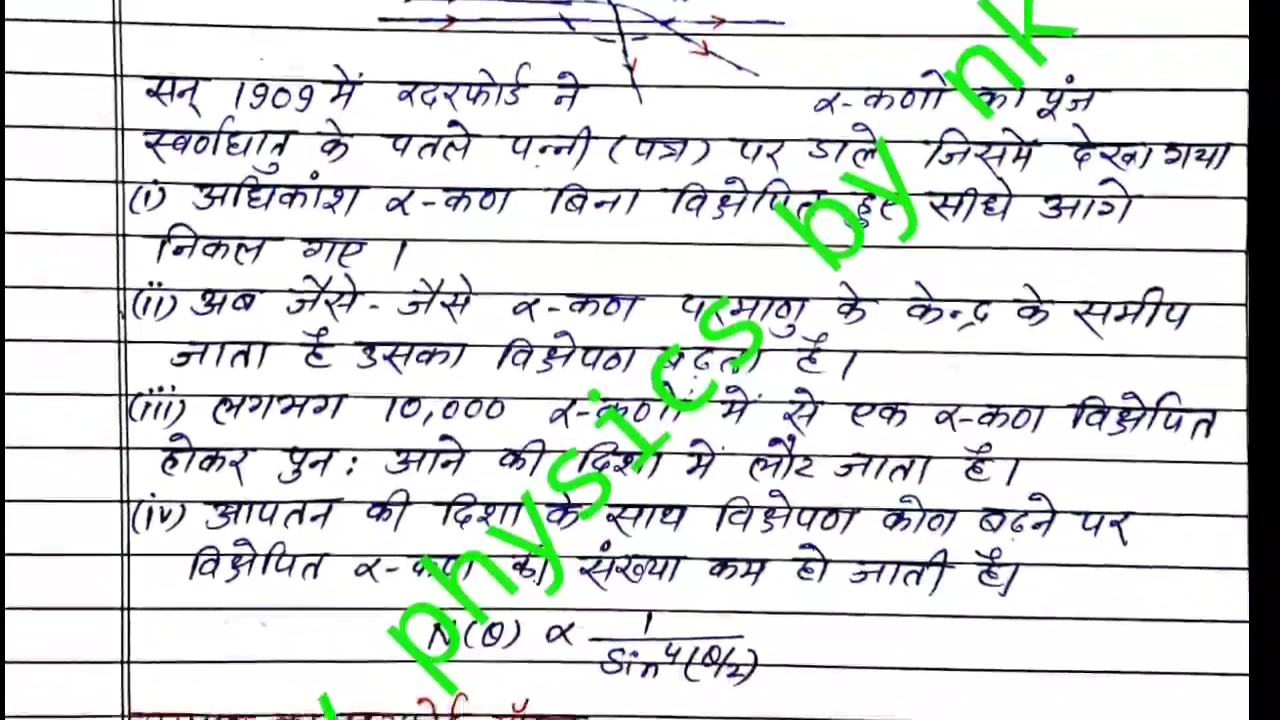 सन् 1909 में रदरफोर्ड ने α-कणों का पूंज
स्वर्णधातु के पतले पन्नी (पत्र) पर डाले जिसमें देखा गया
(i) अधिकांश α-कण बिना विक्षेपित हुए सीधे आगे
निकल गए ।
(ii) अब जैसे-जैसे α-कण परमाणु के केन्द्र के समीप
जाता है उसका विक्षेपण बढ़ता है।
(iii) लगभग 10,000 α-कणों में से एक α-कण विक्षेपित
होकर पुन: आने की दिशा में लौट जाता है।
(iv) आपतन की दिशा के साथ विक्षेपण कोण बढ़ने पर
विक्षेपित α-कण की संख्या कम हो जाती है।
N(θ) ∝ 1/Sin⁴(θ/2)
physics by nk